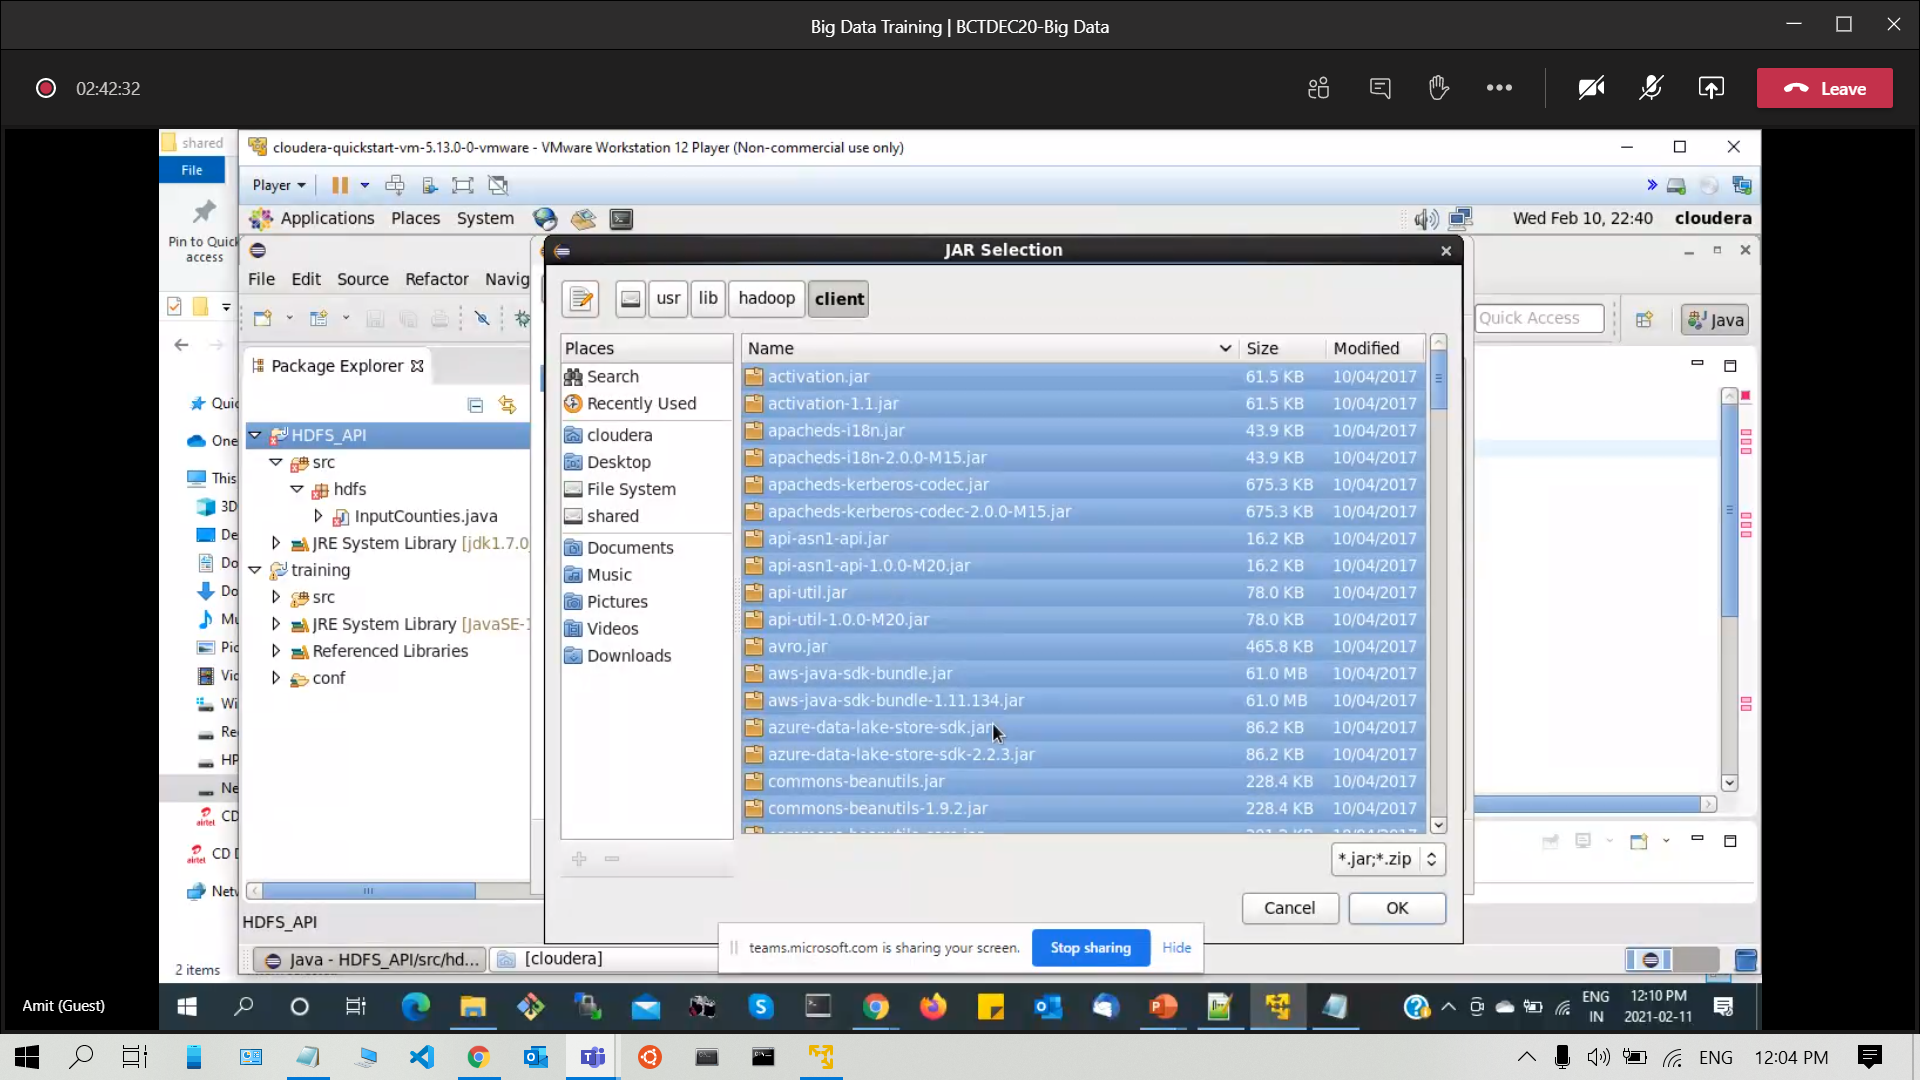 Big Data Training | BCTDEC20-Big Data
02:42:32
Leave
shared
cloudera-quickstart-vm-5.13.0-0-vmware - VMware Workstation 12 Player (Non-commercial use only)
File
Player
Pin to Quick
access
Applications Places System
Wed Feb 10, 22:40 cloudera
JAR Selection
File Edit Source Refactor Navig
usr lib hadoop client
Quick Access
Java
Package Explorer
Places
Name Size Modified
Search
Recently Used
cloudera
Desktop
File System
shared
Documents
Music
Pictures
Videos
Downloads
activation.jar 61.5 KB 10/04/2017
activation-1.1.jar 61.5 KB 10/04/2017
apacheds-i18n.jar 43.9 KB 10/04/2017
apacheds-i18n-2.0.0-M15.jar 43.9 KB 10/04/2017
apacheds-kerberos-codec.jar 675.3 KB 10/04/2017
apacheds-kerberos-codec-2.0.0-M15.jar 675.3 KB 10/04/2017
api-asn1-api.jar 16.2 KB 10/04/2017
api-asn1-api-1.0.0-M20.jar 16.2 KB 10/04/2017
api-util.jar 78.0 KB 10/04/2017
api-util-1.0.0-M20.jar 78.0 KB 10/04/2017
avro.jar 465.8 KB 10/04/2017
aws-java-sdk-bundle.jar 61.0 MB 10/04/2017
aws-java-sdk-bundle-1.11.134.jar 61.0 MB 10/04/2017
azure-data-lake-store-sdk.jar 86.2 KB 10/04/2017
azure-data-lake-store-sdk-2.2.3.jar 86.2 KB 10/04/2017
commons-beanutils.jar 228.4 KB 10/04/2017
commons-beanutils-1.9.2.jar 228.4 KB 10/04/2017
Quic
One
This
3D
De
Do
Do
Mu
Pic
Vic
Wi
Re
HP
Ne
airtel CD
airtel CD D
Netw
HDFS_API
src
hdfs
InputCounties.java
JRE System Library [jdk1.7.0_
training
src
JRE System Library [JavaSE-1
Referenced Libraries
conf
*.jar;*.zip
Cancel OK
HDFS_API
teams.microsoft.com is sharing your screen. Stop sharing Hide
Java - HDFS_API/src/hd...
[cloudera]
2 items
Amit (Guest)
ENG
IN
12:10 PM
2021-02-11
ENG 12:04 PM